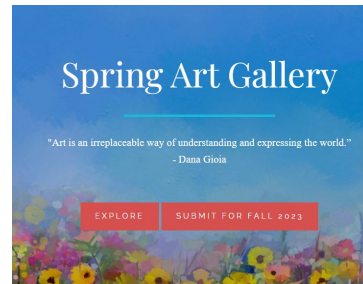 Spring Art Gallery
"Art is an irreplaceable way of understanding and expressing the world."
- Dana Gioia
EXPLORE
SUBMIT FOR FALL 2023